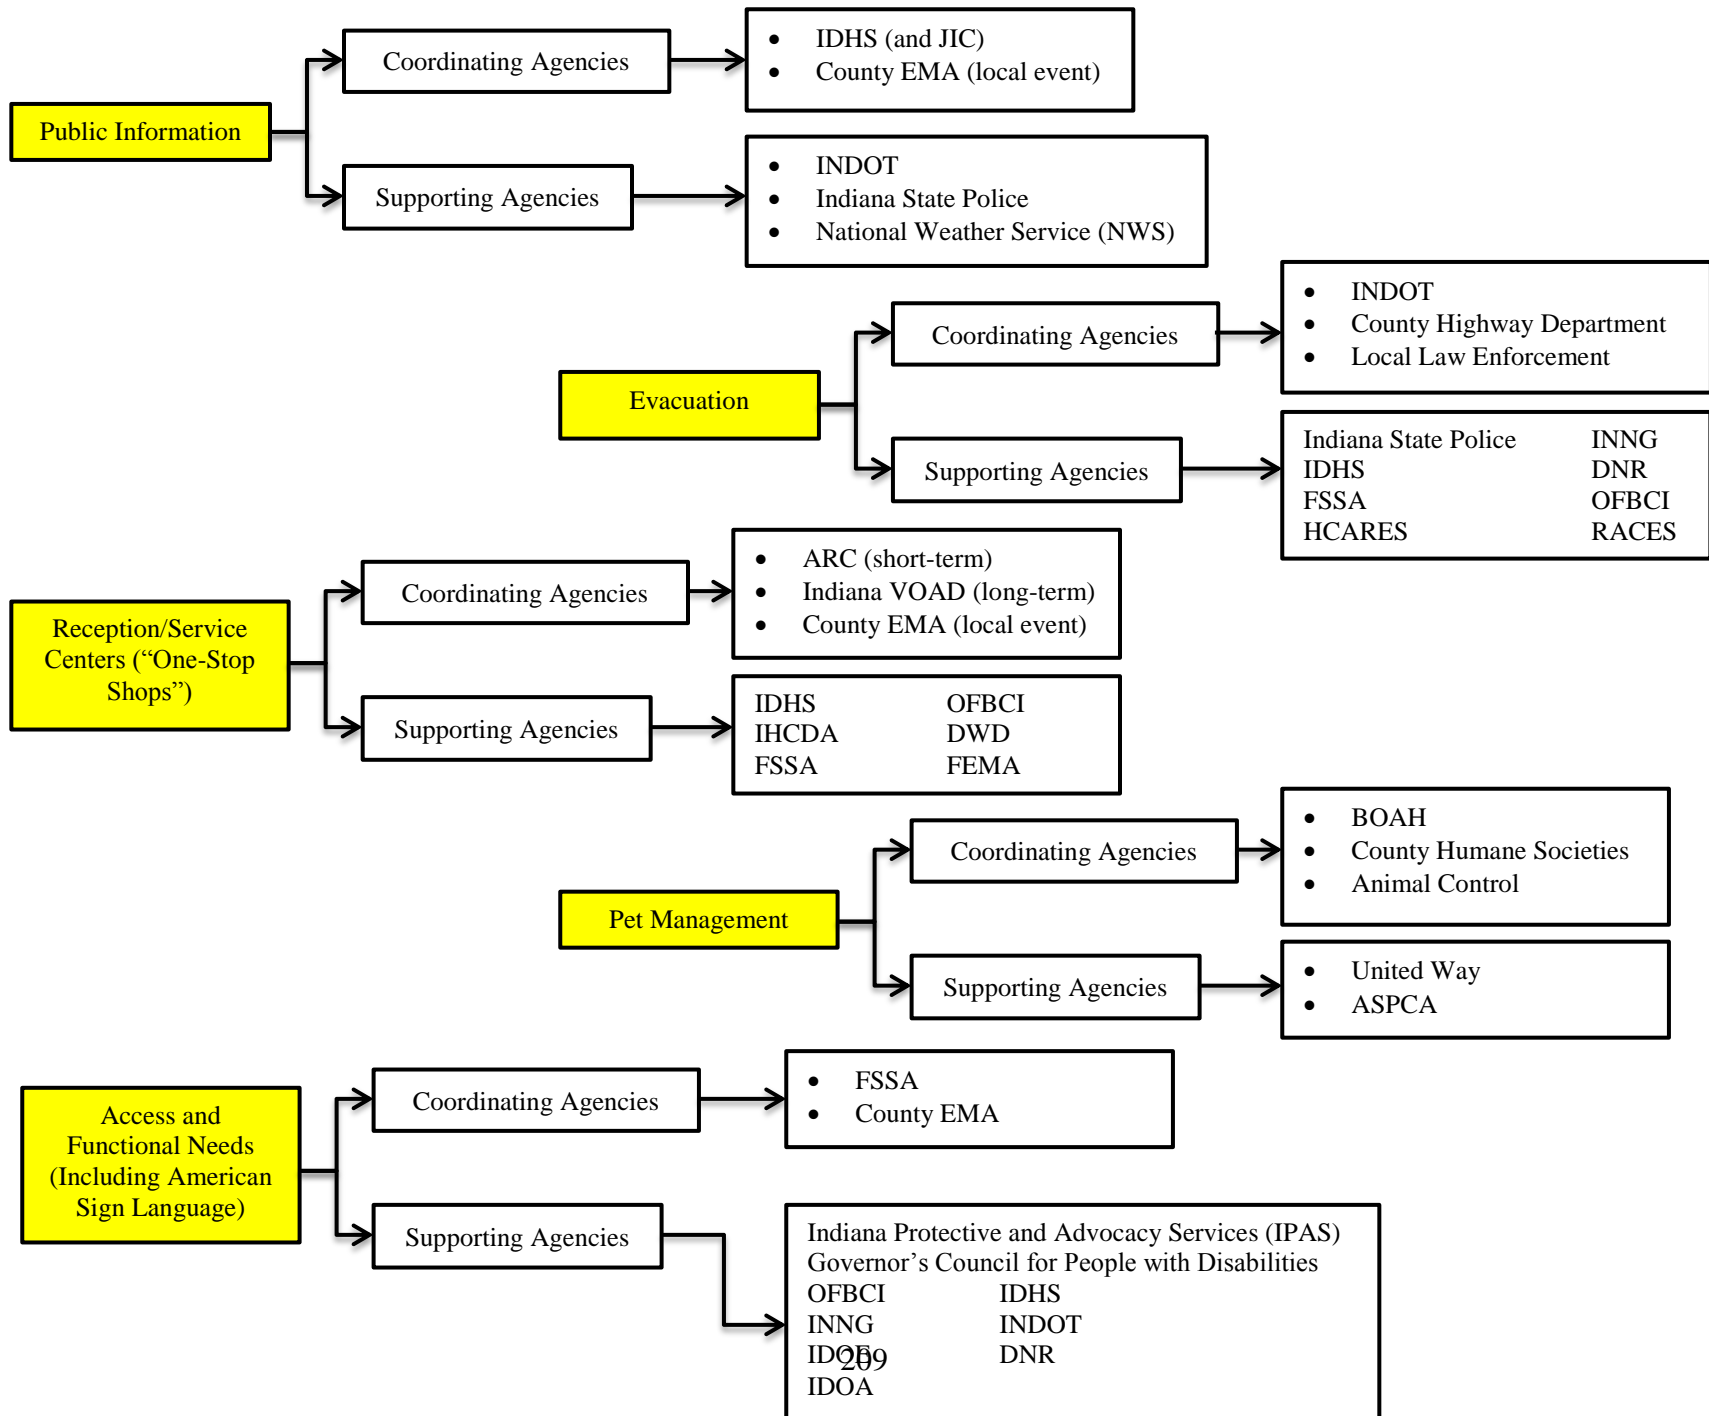 Public Information
Coordinating Agencies
• IDHS (and JIC)
• County EMA (local event)
Supporting Agencies
• INDOT
• Indiana State Police
• National Weather Service (NWS)
Evacuation
Coordinating Agencies
• INDOT
• County Highway Department
• Local Law Enforcement
Supporting Agencies
Indiana State Police INNG
IDHS DNR
FSSA OFBCI
HCARES RACES
Reception/Service
Centers (“One-Stop
Shops”)
Coordinating Agencies
• ARC (short-term)
• Indiana VOAD (long-term)
• County EMA (local event)
Supporting Agencies
IDHS OFBCI
IHCDA DWD
FSSA FEMA
Pet Management
Coordinating Agencies
• BOAH
• County Humane Societies
• Animal Control
Supporting Agencies
• United Way
• ASPCA
Access and
Functional Needs
(Including American
Sign Language)
Coordinating Agencies
• FSSA
• County EMA
Supporting Agencies
Indiana Protective and Advocacy Services (IPAS)
Governor’s Council for People with Disabilities
OFBCI IDHS
INNG INDOT
DNR
IDOA
209